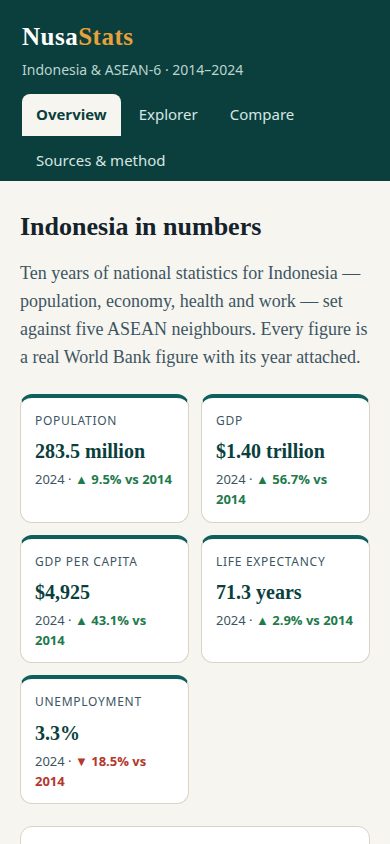 NusaStats
Indonesia & ASEAN-6 · 2014–2024
Overview
Explorer
Compare
Sources & method
Indonesia in numbers
Ten years of national statistics for Indonesia —
population, economy, health and work — set
against five ASEAN neighbours. Every figure is
a real World Bank figure with its year attached.
POPULATION
283.5 million
2024 · ▲ 9.5% vs 2014
GDP
$1.40 trillion
2024 · ▲ 56.7% vs
2014
GDP PER CAPITA
$4,925
2024 · ▲ 43.1% vs
2014
LIFE EXPECTANCY
71.3 years
2024 · ▲ 2.9% vs 2014
UNEMPLOYMENT
3.3%
2024 · ▼ 18.5% vs
2014